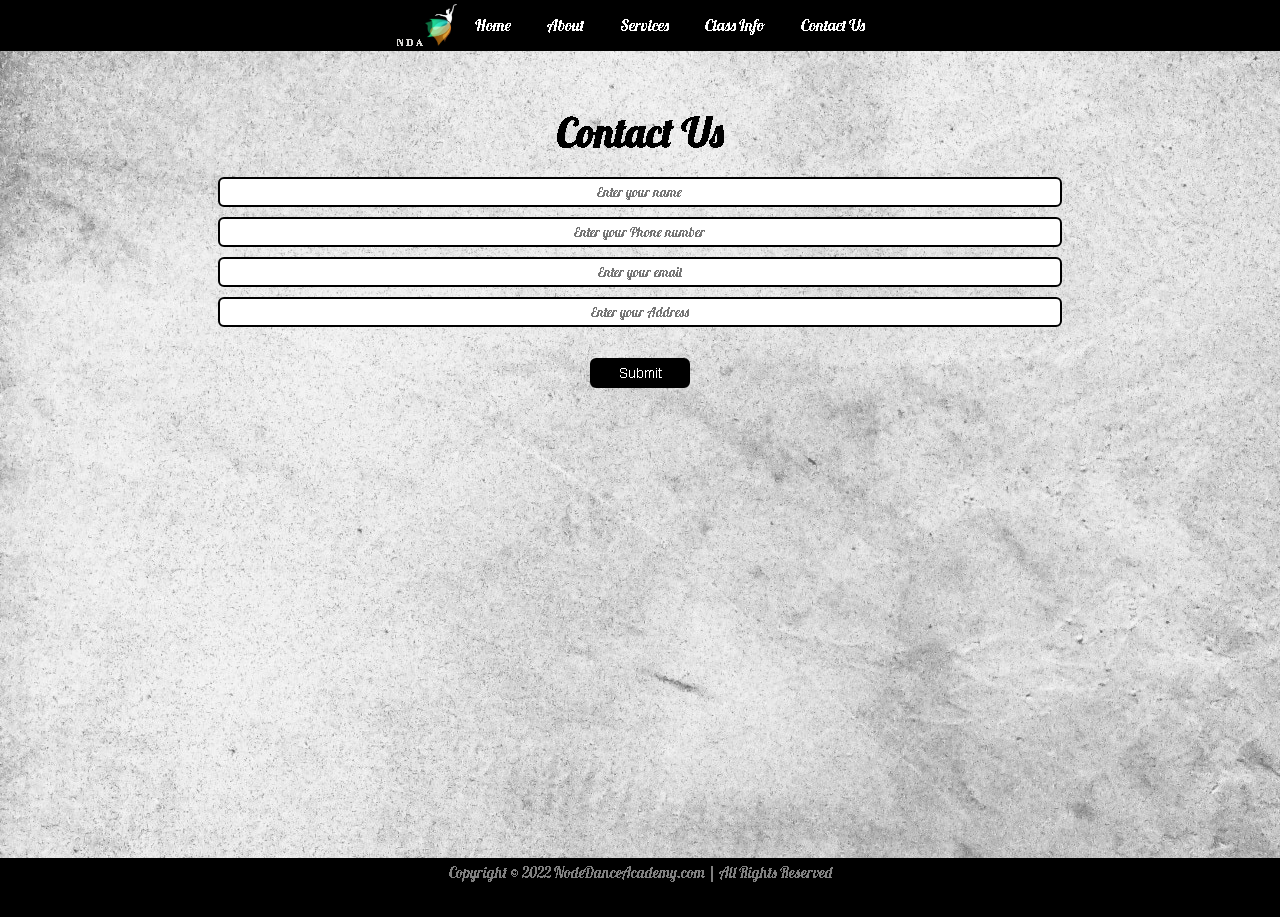 NDA
Home About Services Class Info Contact Us
Contact Us
Enter your name
Enter your Phone number
Enter your email
Enter your Address
Submit
Copyright © 2022 NodeDanceAcademy.com | All Rights Reserved